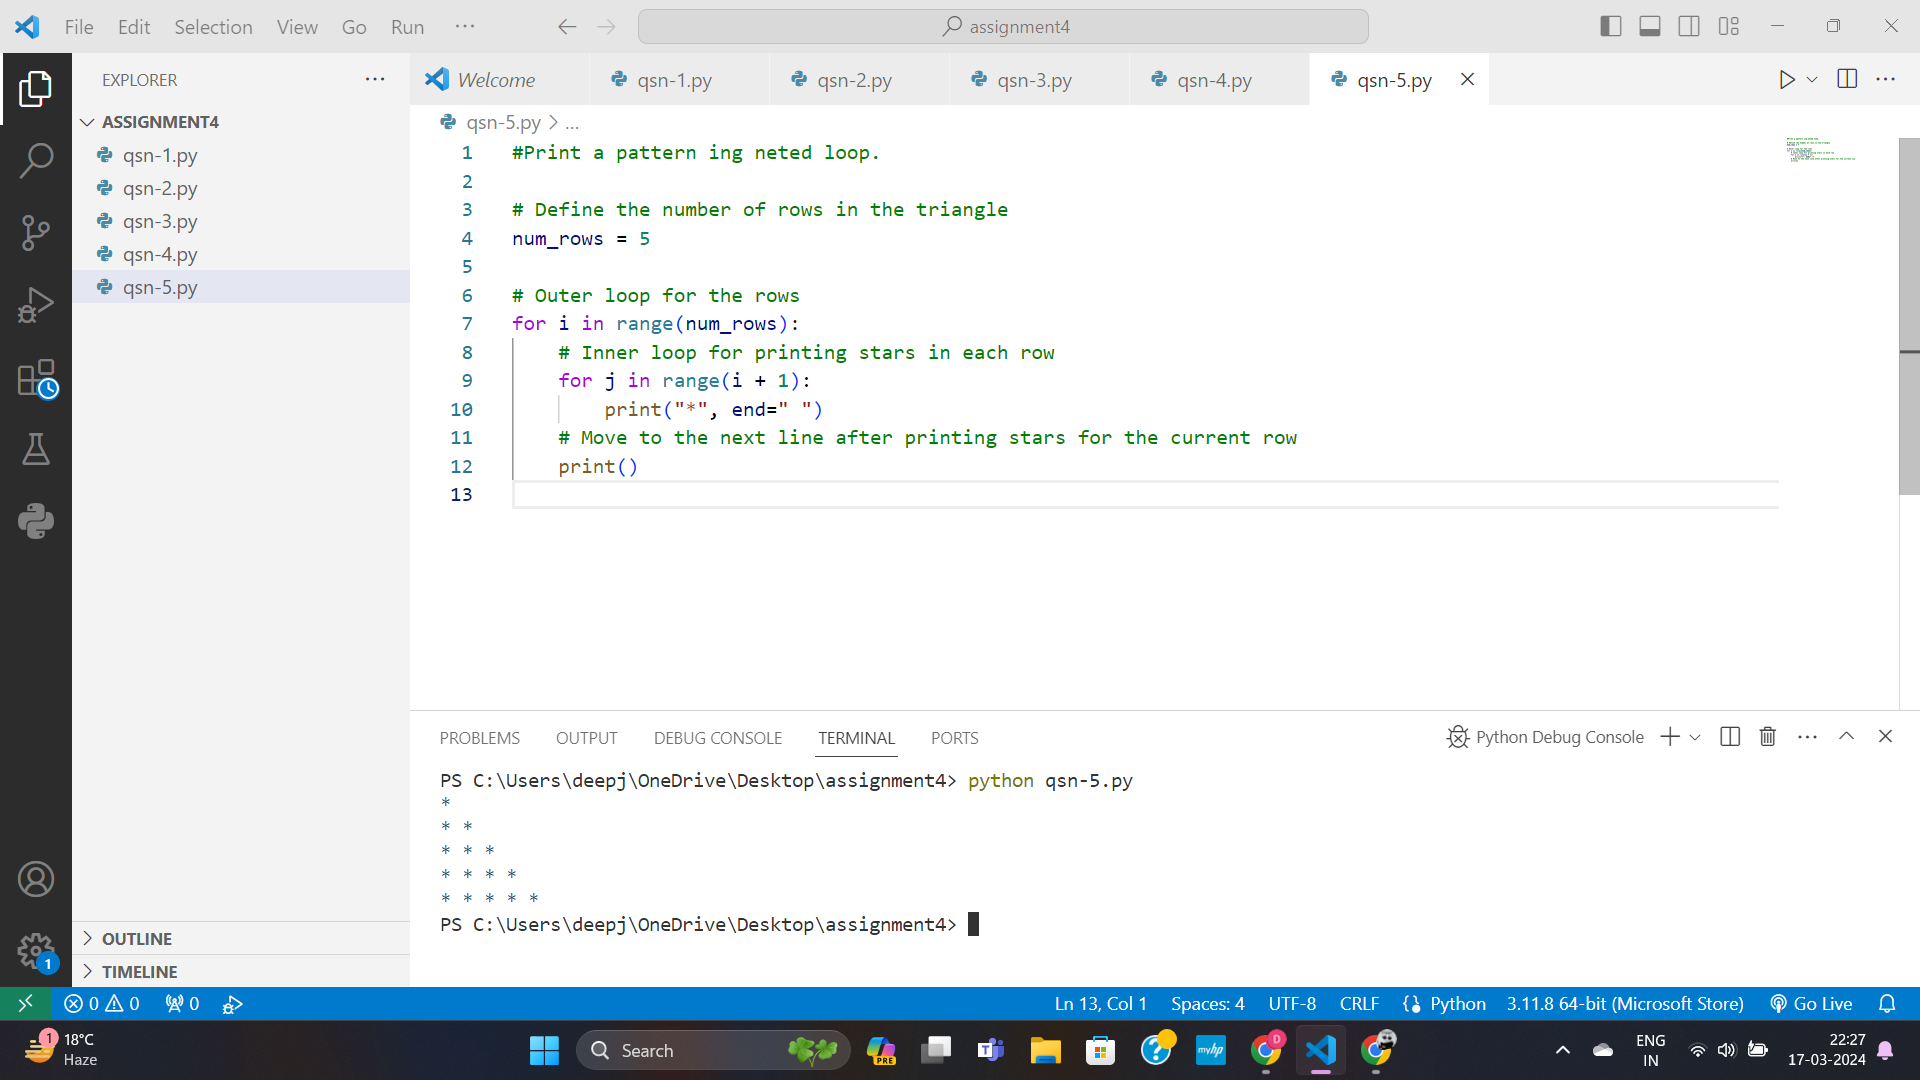 File Edit Selection View Go Run ...
assignment4
EXPLORER ...
ASSIGNMENT4
qsn-1.py
qsn-2.py
qsn-3.py
qsn-4.py
qsn-5.py
OUTLINE
TIMELINE
Welcome qsn-1.py qsn-2.py qsn-3.py qsn-4.py qsn-5.py
qsn-5.py > ...
1 #Print a pattern ing neted loop.
2
3 # Define the number of rows in the triangle
4 num_rows = 5
5
6 # Outer loop for the rows
7 for i in range(num_rows):
8     # Inner loop for printing stars in each row
9     for j in range(i + 1):
10         print("*", end=" ")
11     # Move to the next line after printing stars for the current row
12     print()
13
PROBLEMS OUTPUT DEBUG CONSOLE TERMINAL PORTS
Python Debug Console
PS C:\Users\deepj\OneDrive\Desktop\assignment4> python qsn-5.py
*
* *
* * *
* * * *
* * * * *
PS C:\Users\deepj\OneDrive\Desktop\assignment4>
1
0 0 0
Ln 13, Col 1 Spaces: 4 UTF-8 CRLF Python 3.11.8 64-bit (Microsoft Store) Go Live
1 18°C
Haze
Search
PRE
myhp
D
ENG
IN
22:27
17-03-2024